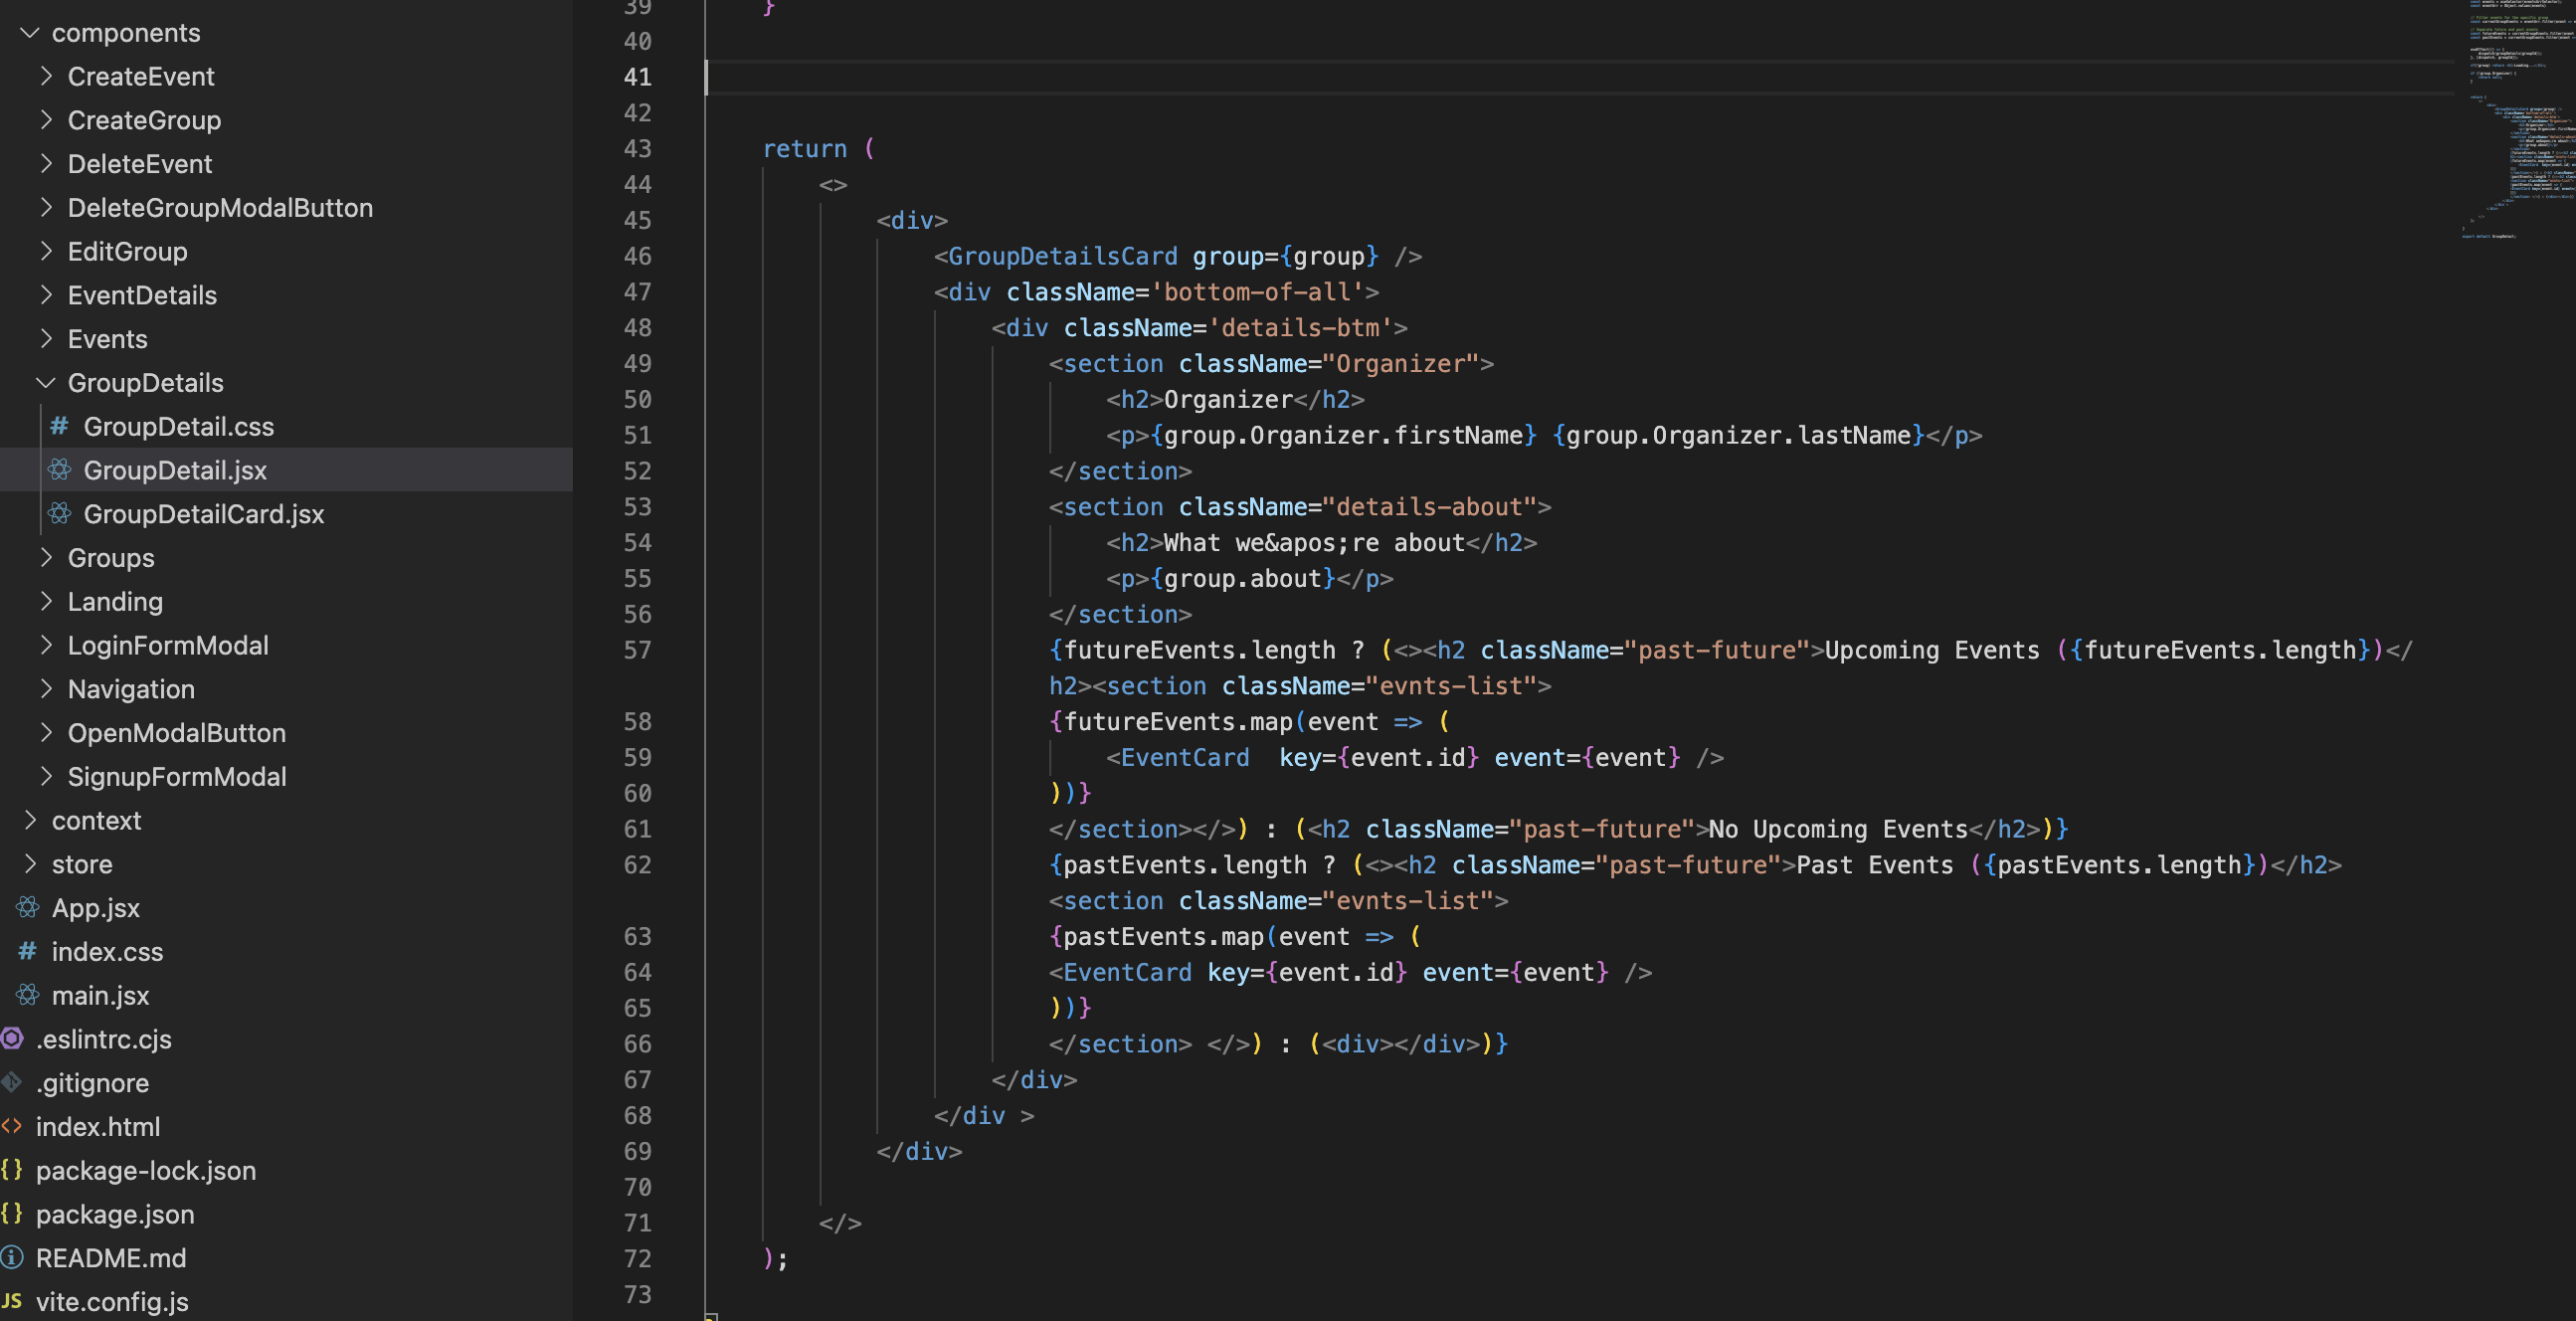 components
CreateEvent
CreateGroup
DeleteEvent
DeleteGroupModalButton
EditGroup
EventDetails
Events
GroupDetails
# GroupDetail.css
GroupDetail.jsx
GroupDetailCard.jsx
Groups
Landing
LoginFormModal
Navigation
OpenModalButton
SignupFormModal
context
store
App.jsx
# index.css
main.jsx
.eslintrc.cjs
.gitignore
<> index.html
{} package-lock.json
{} package.json
README.md
JS vite.config.js
39 }
40
41
42
43 return (
44 <>
45 <div>
46 <GroupDetailsCard group={group} />
47 <div className='bottom-of-all'>
48 <div className='details-btm'>
49 <section className="Organizer">
50 <h2>Organizer</h2>
51 <p>{group.Organizer.firstName} {group.Organizer.lastName}</p>
52 </section>
53 <section className="details-about">
54 <h2>What we&apos;re about</h2>
55 <p>{group.about}</p>
56 </section>
57 {futureEvents.length ? (<><h2 className="past-future">Upcoming Events ({futureEvents.length})</
h2><section className="evnts-list">
58 {futureEvents.map(event => (
59 <EventCard  key={event.id} event={event} />
60 ))}
61 </section></>) : (<h2 className="past-future">No Upcoming Events</h2>)}
62 {pastEvents.length ? (<><h2 className="past-future">Past Events ({pastEvents.length})</h2>
<section className="evnts-list">
63 {pastEvents.map(event => (
64 <EventCard key={event.id} event={event} />
65 ))}
66 </section> </>) : (<div></div>)}
67 </div>
68 </div >
69 </div>
70
71 </>
72 );
73